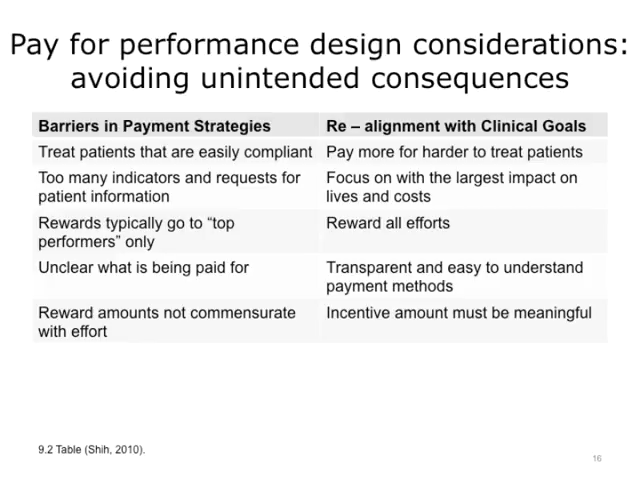 Pay for performance design considerations:
avoiding unintended consequences
Barriers in Payment Strategies
Re – alignment with Clinical Goals
Treat patients that are easily compliant
Pay more for harder to treat patients
Too many indicators and requests for
patient information
Focus on with the largest impact on
lives and costs
Rewards typically go to “top
performers” only
Reward all efforts
Unclear what is being paid for
Transparent and easy to understand
payment methods
Reward amounts not commensurate
with effort
Incentive amount must be meaningful
9.2 Table (Shih, 2010).
16